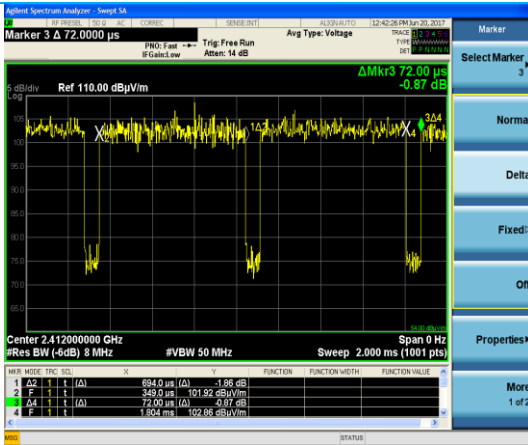 Agilent Spectrum Analyzer - Swept SA
RF PRESEL 50 Ω AC CORREC SENSE:INT ALIGN AUTO 12:42:26 PM Jun 20, 2017
Marker 3 Δ 72.0000 µs
PNO: Fast
IFGain:Low
Trig: Free Run
Atten: 14 dB
Avg Type: Voltage
TRACE 1 2 3 4 5 6
TYPE
DET P P N N N N
Marker
Select Marker
3
Normal
Delta
Fixed
Off
Properties
More
1 of 2
ΔMkr3 72.00 µs
-0.87 dB
5 dB/div Ref 110.00 dBµV/m
Log
105
100
95.0
90.0
85.0
80.0
75.0
70.0
65.0
2
1Δ2
4
3Δ4
54.00 dBµV/m
Center 2.412000000 GHz Span 0 Hz
#Res BW (-6dB) 8 MHz #VBW 50 MHz Sweep 2.000 ms (1001 pts)
MKR MODE TRC SCL X Y FUNCTION FUNCTION WIDTH FUNCTION VALUE
1 Δ2 1 t (Δ) 694.0 µs (Δ) -1.86 dB
2 F 1 t 349.0 µs 101.92 dBµV/m
3 Δ4 1 t (Δ) 72.00 µs (Δ) -0.87 dB
4 F 1 t 1.804 ms 102.86 dBµV/m
MSG STATUS